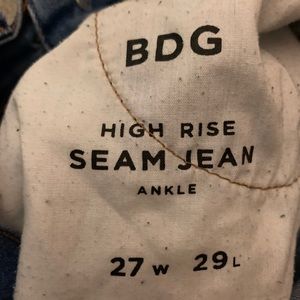 BDG
HIGH RISE
SEAM JEAN
ANKLE
27 W 29 L